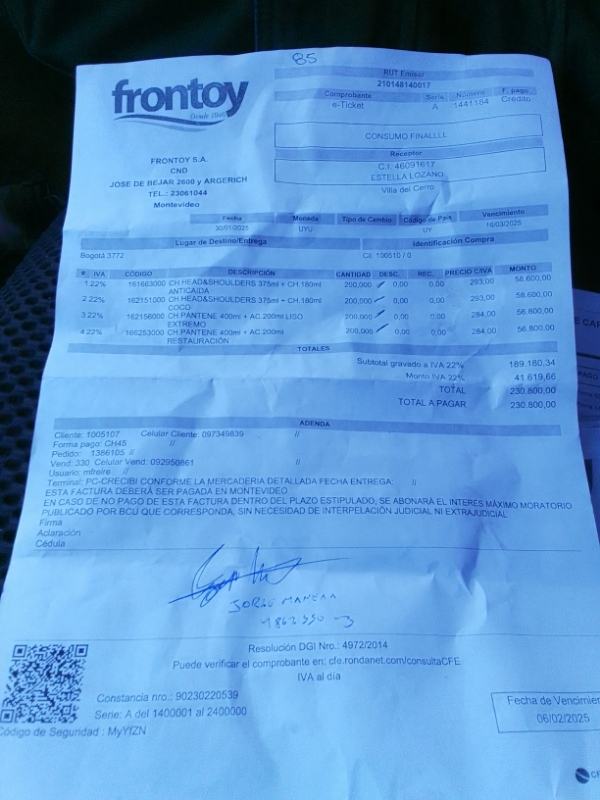 85
frontoy
Desde 1940
FRONTOY S.A.
CND
JOSE DE BEJAR 2600 y ARGERICH
TEL.: 23061044
Montevideo
RUT Emisor
210148140017
Comprobante Serie Número F. pago
e-Ticket A 1441184 Crédito
CONSUMO FINALLLL
Receptor
C.I. 46091617
ESTELLA LOZANO
Villa del Cerro
Fecha Moneda Tipo de Cambio Código de País Vencimiento
30/01/2025 UYU UY 16/03/2025
Lugar de Destino/Entrega Identificación Compra
Bogotá 3772 CII: 100510 / 0
# IVA CÓDIGO DESCRIPCIÓN CANTIDAD DESC. REC. PRECIO C/IVA MONTO
1 22% 161663000 CH.HEAD&SHOULDERS 375ml + CH.180ml 200,000 0,00 0,00 293,00 58.600,00
ANTICAIDA
2 22% 162151000 CH.HEAD&SHOULDERS 375ml + CH.180ml 200,000 0,00 0,00 293,00 58.600,00
COCO
3 22% 162156000 CH.PANTENE 400ml + AC.200ml LISO 200,000 0,00 0,00 284,00 56.800,00
EXTREMO
4 22% 166253000 CH.PANTENE 400ml + AC.200ml 200,000 0,00 0,00 284,00 56.800,00
RESTAURACIÓN
TOTALES
Subtotal gravado a IVA 22% 189.180,34
Monto IVA 22% 41.619,66
TOTAL 230.800,00
TOTAL A PAGAR 230.800,00
ADENDA
Cliente: 1005107 Celular Cliente: 097349839 //
Forma pago: CH45 //
Pedido: 1386105 //
Vend: 330 Celular Vend: 092950861 //
Usuario: mfreire //
Terminal: PC-CRECIBI CONFORME LA MERCADERIA DETALLADA FECHA ENTREGA: //
ESTA FACTURA DEBERÁ SER PAGADA EN MONTEVIDEO
EN CASO DE NO PAGO DE ESTA FACTURA DENTRO DEL PLAZO ESTIPULADO, SE ABONARÁ EL INTERES MÁXIMO MORATORIO
PUBLICADO POR BCU QUE CORRESPONDA, SIN NECESIDAD DE INTERPELACIÓN JUDICIAL NI EXTRAJUDICIAL
Firma
Aclaración
Cédula
JORGE
Resolución DGI Nro.: 4972/2014
Puede verificar el comprobante en: cfe.rondanet.com/consultaCFE
IVA al día
Constancia nro.: 90230220539
Serie: A del 1400001 al 2400000
Código de Seguridad : MyYfZN
Fecha de Vencimien
06/02/2025